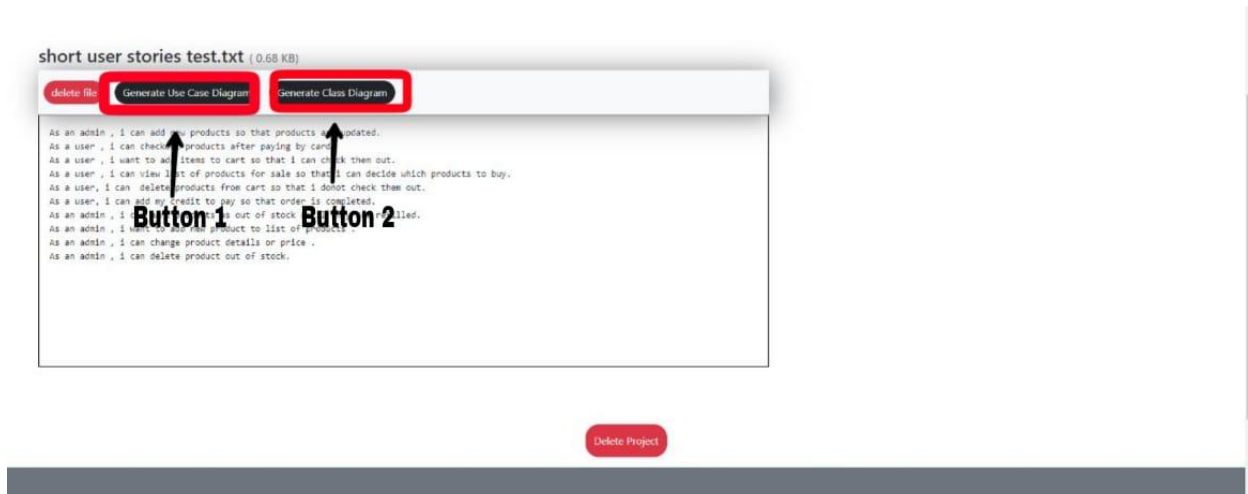 short user stories test.txt ( 0.68 KB)
delete file Generate Use Case Diagram Generate Class Diagram
As an admin , i can add new products so that products are updated.
As a user , i can checkout products after paying by card
As a user , i want to add items to cart so that i can check them out.
As a user , i can view list of products for sale so that i can decide which products to buy.
As a user, i can delete products from cart so that i donot check them out.
As a user, i can add my credit to pay so that order is completed.
As an admin , i out of stock
As an admin , i want to add new product to list of products .
As an admin , i can change product details or price .
As an admin , i can delete product out of stock.
Button 1 Button 2
Delete Project